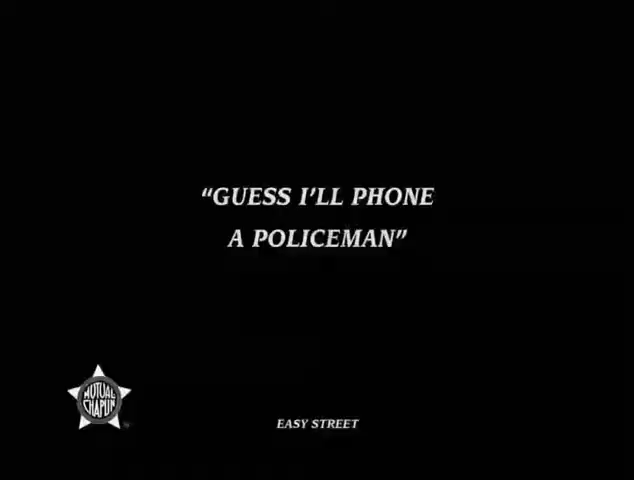 “GUESS I’LL PHONE
A POLICEMAN”
MUTUAL
CHAPLIN
EASY STREET